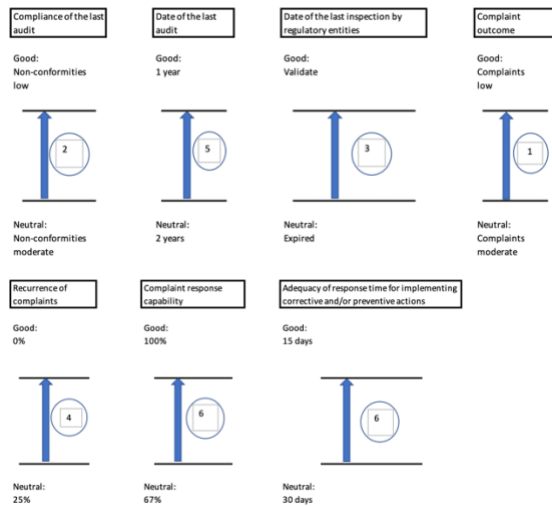 Compliance of the last
audit
Date of the last
audit
Date of the last inspection by
regulatory entities
Complaint
outcome
Good:
Non-conformities
low
Good:
1 year
Good:
Validate
Good:
Complaints
low
2
5
3
1
Neutral:
Non-conformities
moderate
Neutral:
2 years
Neutral:
Expired
Neutral:
Complaints
moderate
Recurrence of
complaints
Complaint response
capability
Adequacy of response time for implementing
corrective and/or preventive actions
Good:
0%
Good:
100%
Good:
15 days
4
6
6
Neutral:
25%
Neutral:
67%
Neutral:
30 days